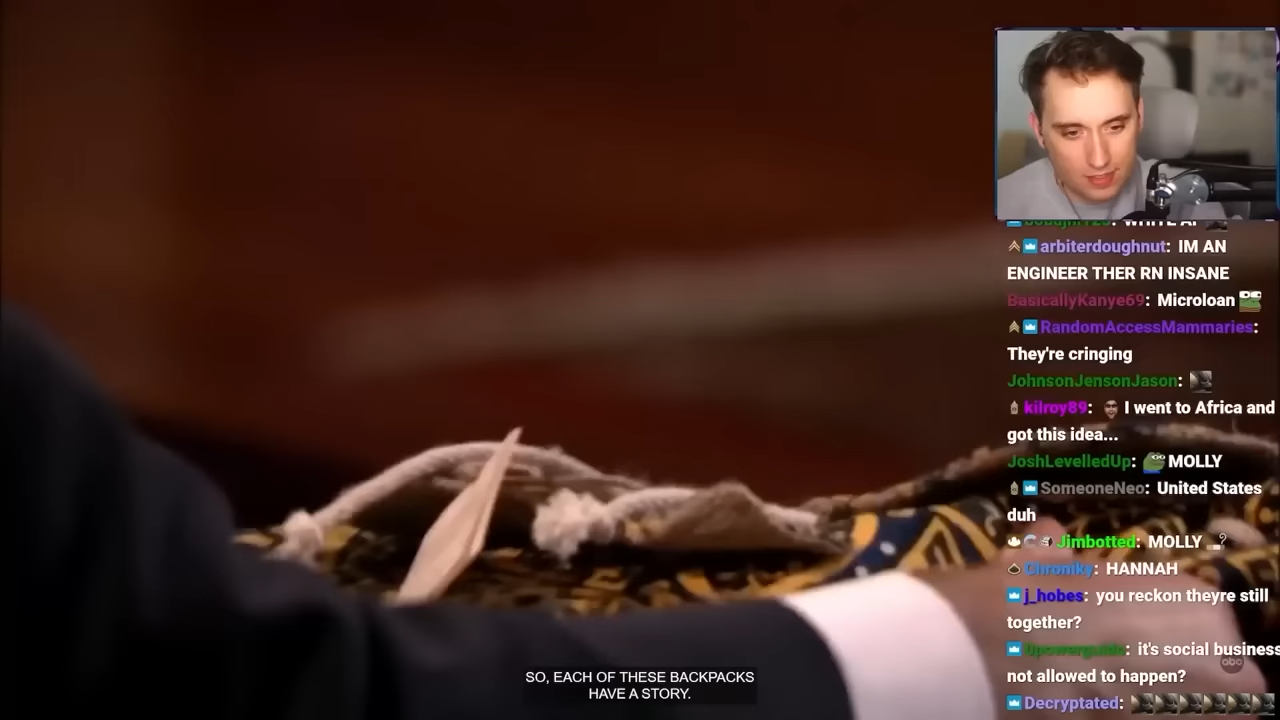 arbiterdoughnut: IM AN
ENGINEER THER RN INSANE
BasicallyKanye69: Microloan
RandomAccessMammaries:
They're cringing
JohnsonJensonJason:
kilroy89: I went to Africa and
got this idea...
JoshLevelledUp: MOLLY
SomeoneNeo: United States
duh
Jimbotted: MOLLY
Chromky: HANNAH
j_hobes: you reckon theyre still
together?
it's social business
not allowed to happen?
abc
Decryptated:
SO, EACH OF THESE BACKPACKS
HAVE A STORY.